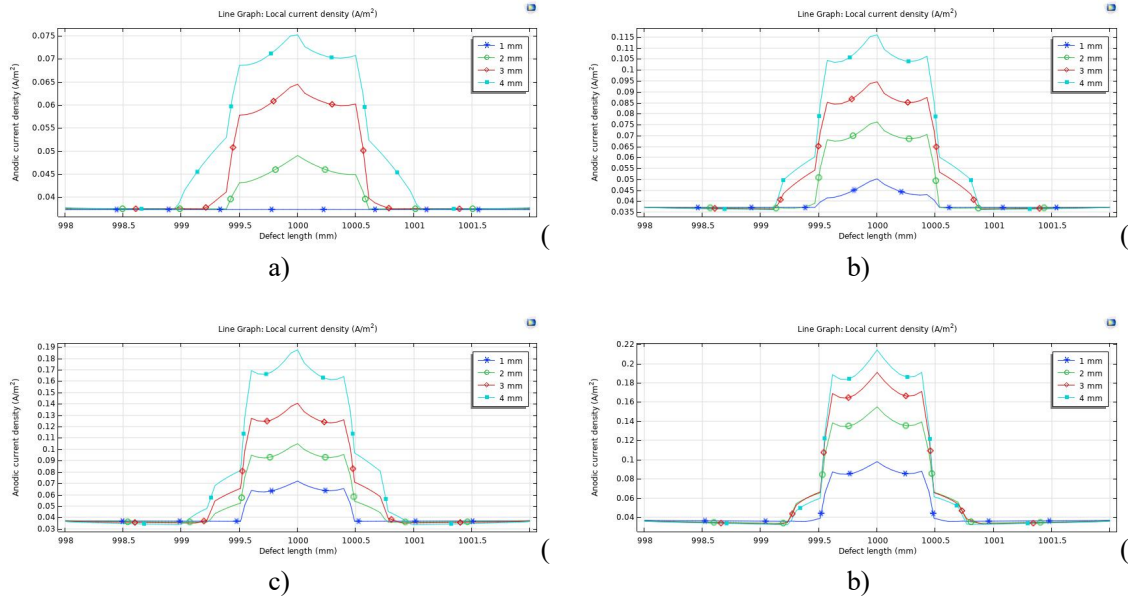 Line Graph: Local current density (A/m²)
Anodic current density (A/m²)
0.075
0.07
0.065
0.06
0.055
0.05
0.045
0.04
1 mm
2 mm
3 mm
4 mm
998 998.5 999 999.5 1000 1000.5 1001 1001.5
Defect length (mm)
(
a)
Line Graph: Local current density (A/m²)
Anodic current density (A/m²)
0.115
0.11
0.105
0.1
0.095
0.09
0.085
0.08
0.075
0.07
0.065
0.06
0.055
0.05
0.045
0.04
0.035
1 mm
2 mm
3 mm
4 mm
998 998.5 999 999.5 1000 1000.5 1001 1001.5
Defect length (mm)
(
b)
Line Graph: Local current density (A/m²)
Anodic current density (A/m²)
0.19
0.18
0.17
0.16
0.15
0.14
0.13
0.12
0.11
0.1
0.09
0.08
0.07
0.06
0.05
0.04
0.03
1 mm
2 mm
3 mm
4 mm
998 998.5 999 999.5 1000 1000.5 1001 1001.5
Defect length (mm)
(
c)
Line Graph: Local current density (A/m²)
Anodic current density (A/m²)
0.22
0.2
0.18
0.16
0.14
0.12
0.1
0.08
0.06
0.04
1 mm
2 mm
3 mm
4 mm
998 998.5 999 999.5 1000 1000.5 1001 1001.5
Defect length (mm)
(
b)